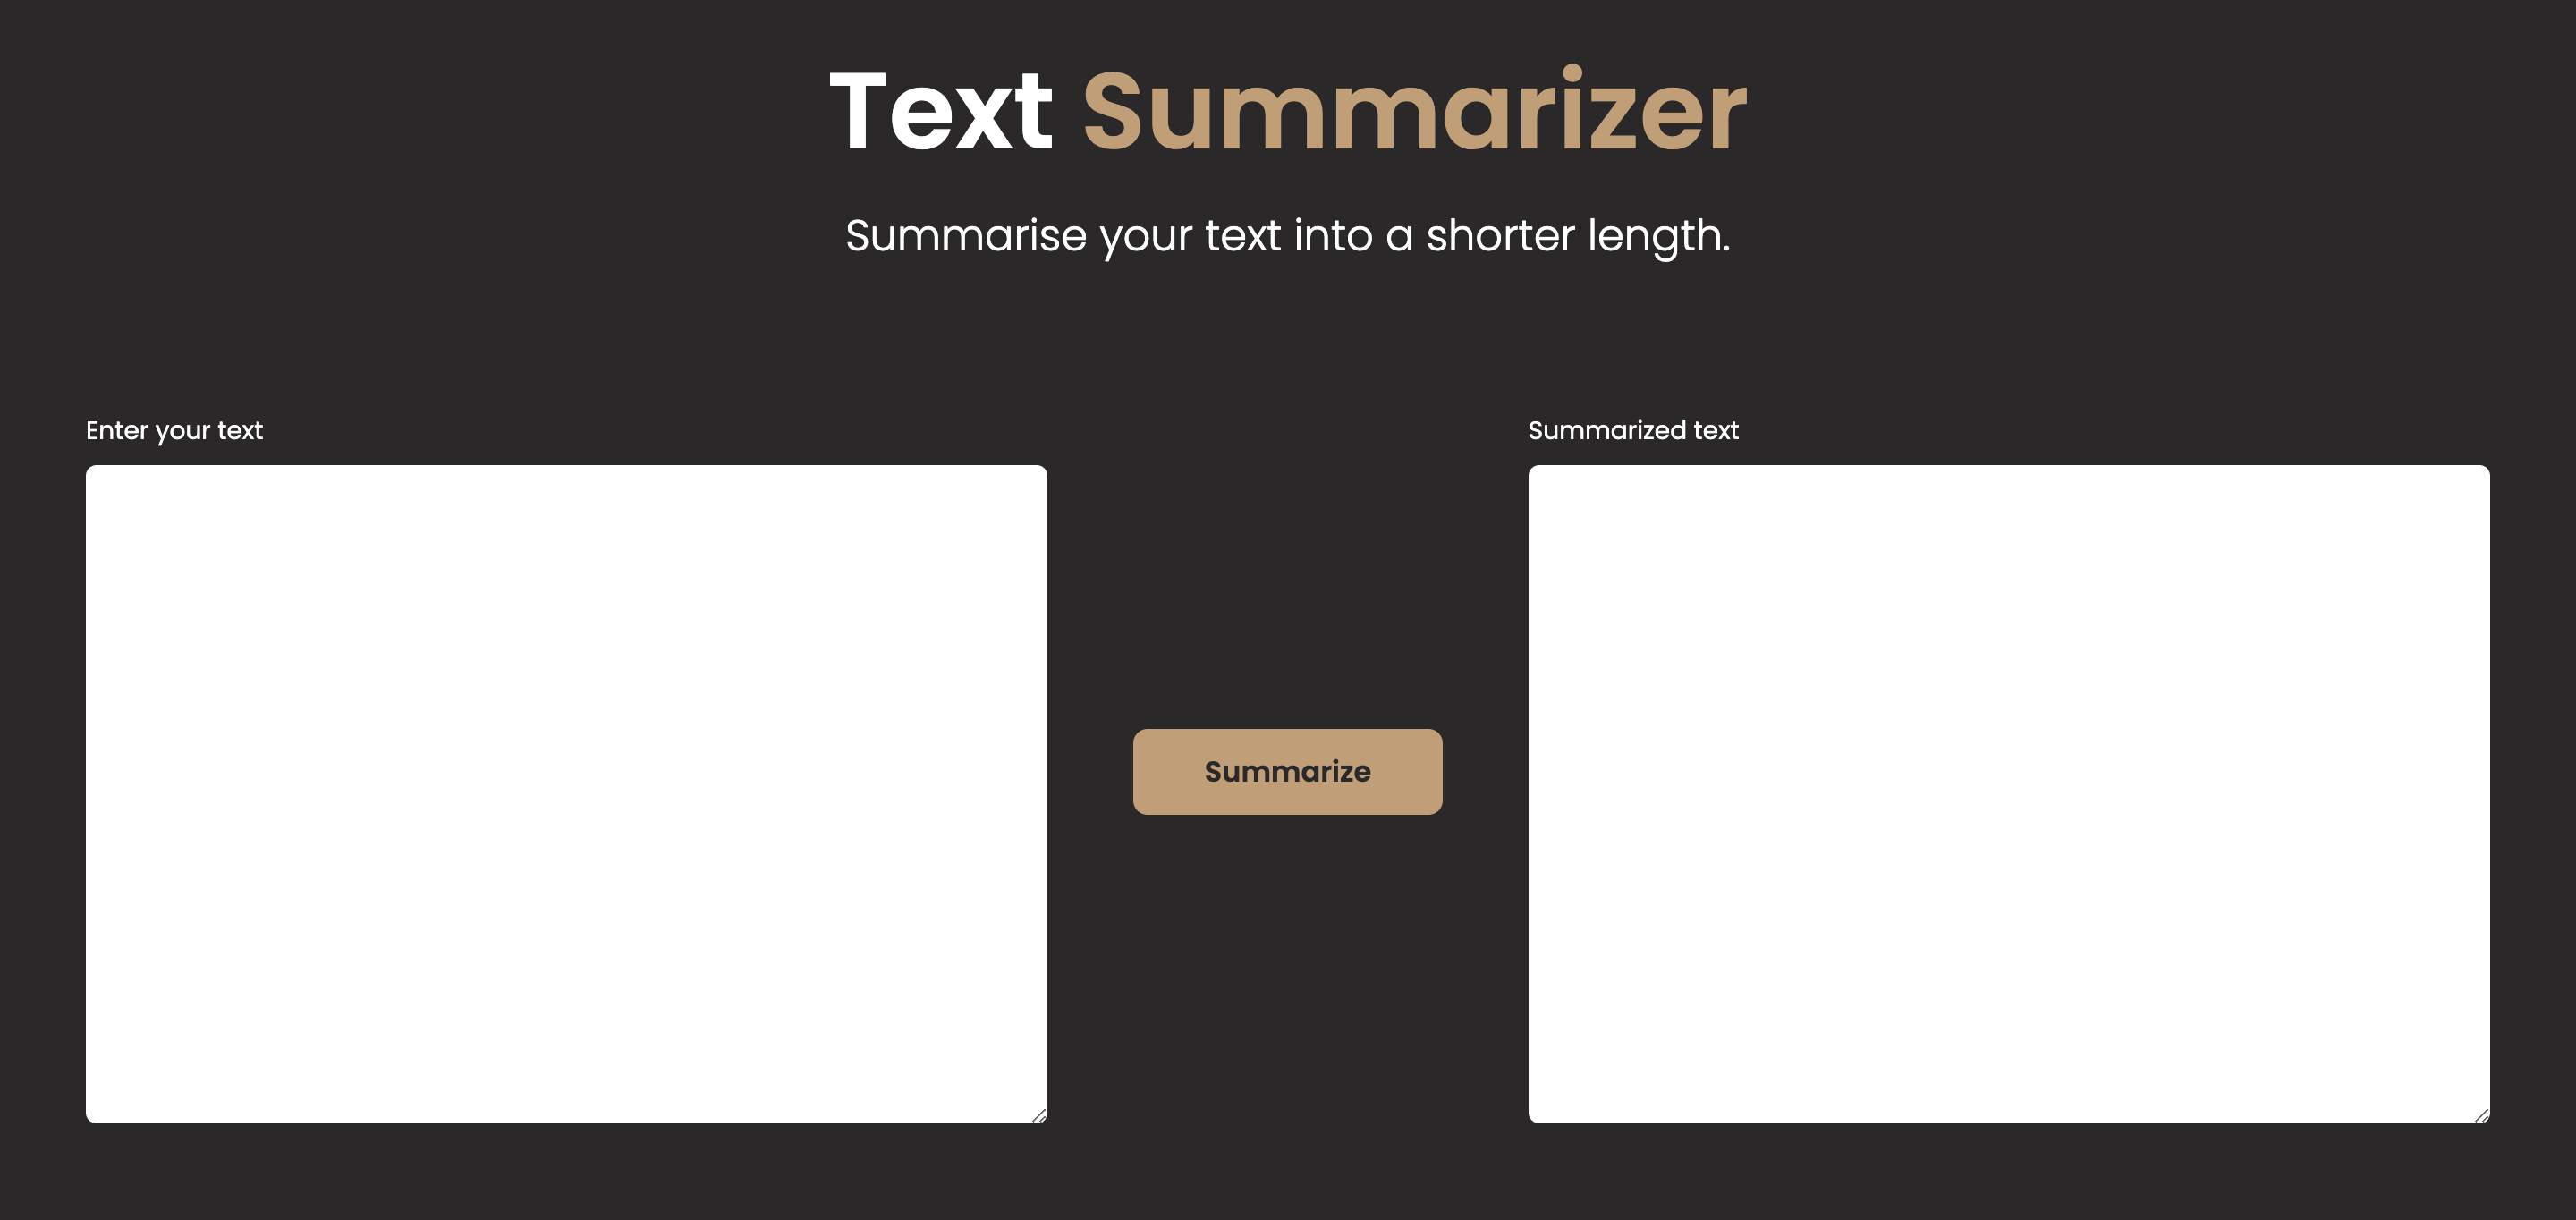 Text Summarizer
Summarise your text into a shorter length.
Enter your text
Summarized text
Summarize